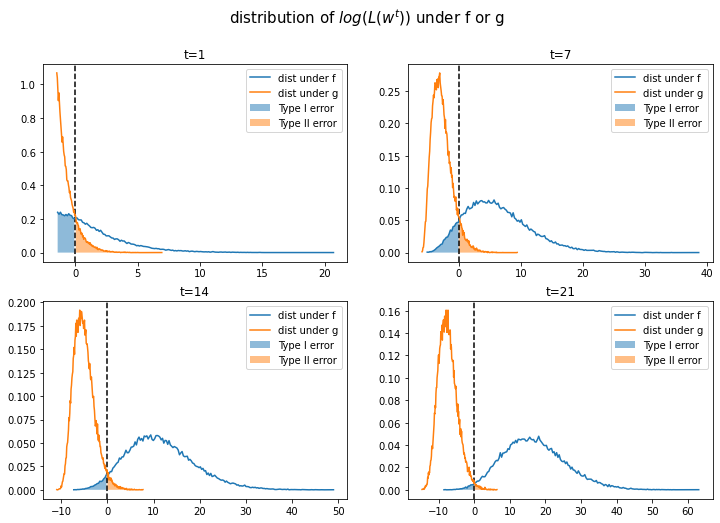 distribution of log(L(w^t)) under f or g
t=1
1.0
0.8
0.6
0.4
0.2
0.0
0 5 10 15 20
dist under f
dist under g
Type I error
Type II error
t=7
0.25
0.20
0.15
0.10
0.05
0.00
0 10 20 30 40
dist under f
dist under g
Type I error
Type II error
t=14
0.200
0.175
0.150
0.125
0.100
0.075
0.050
0.025
0.000
−10 0 10 20 30 40 50
dist under f
dist under g
Type I error
Type II error
t=21
0.16
0.14
0.12
0.10
0.08
0.06
0.04
0.02
0.00
−10 0 10 20 30 40 50 60
dist under f
dist under g
Type I error
Type II error